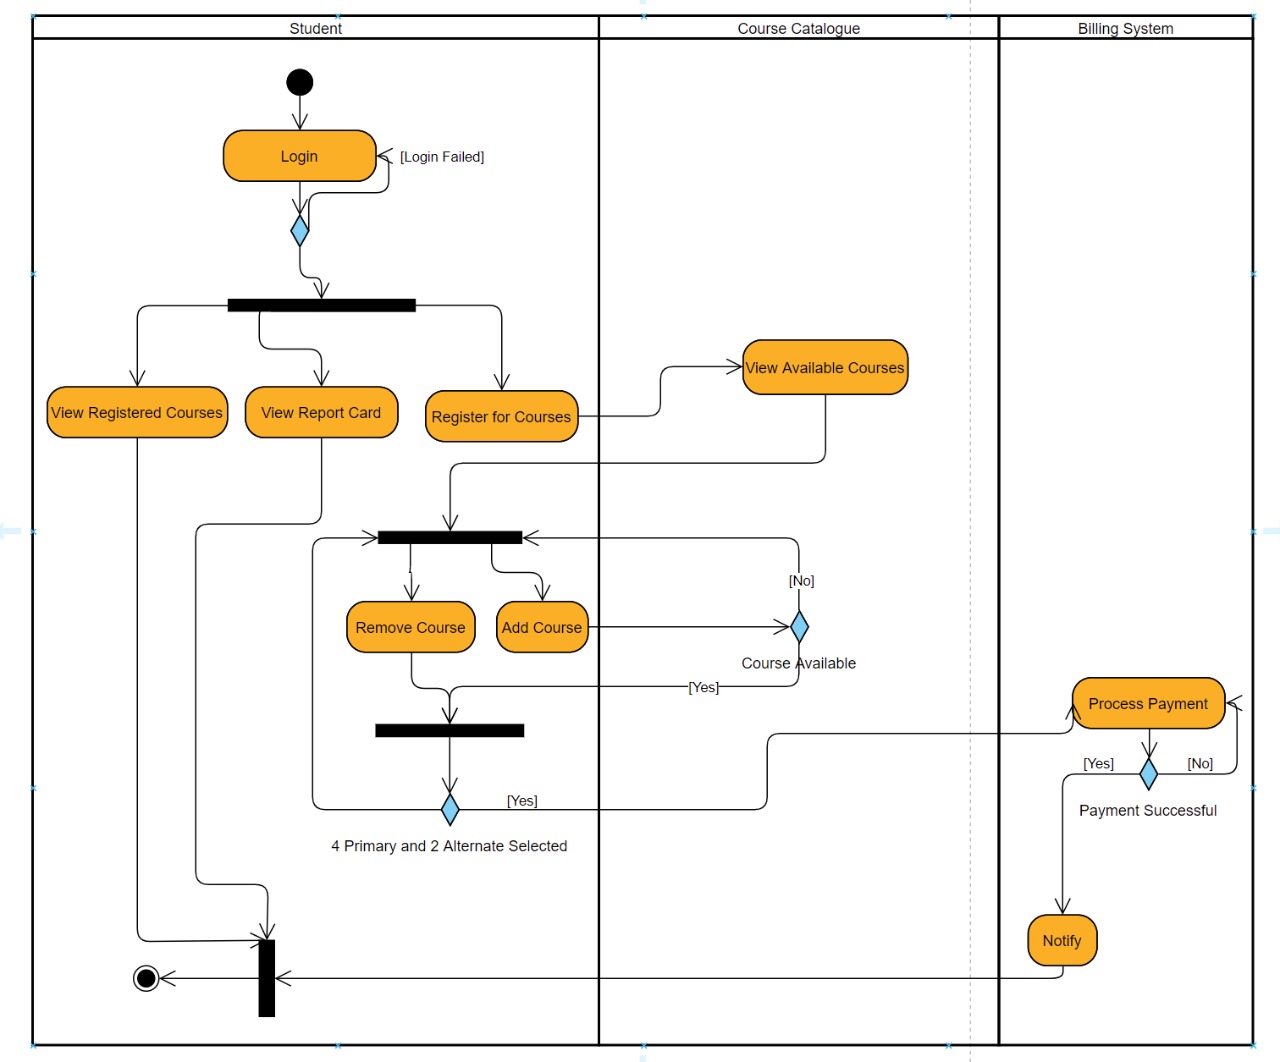 Student
Course Catalogue
Billing System
Login
[Login Failed]
View Available Courses
View Registered Courses
View Report Card
Register for Courses
[No]
Remove Course
Add Course
Course Available
[Yes]
Process Payment
[Yes]
[No]
[Yes]
Payment Successful
4 Primary and 2 Alternate Selected
Notify